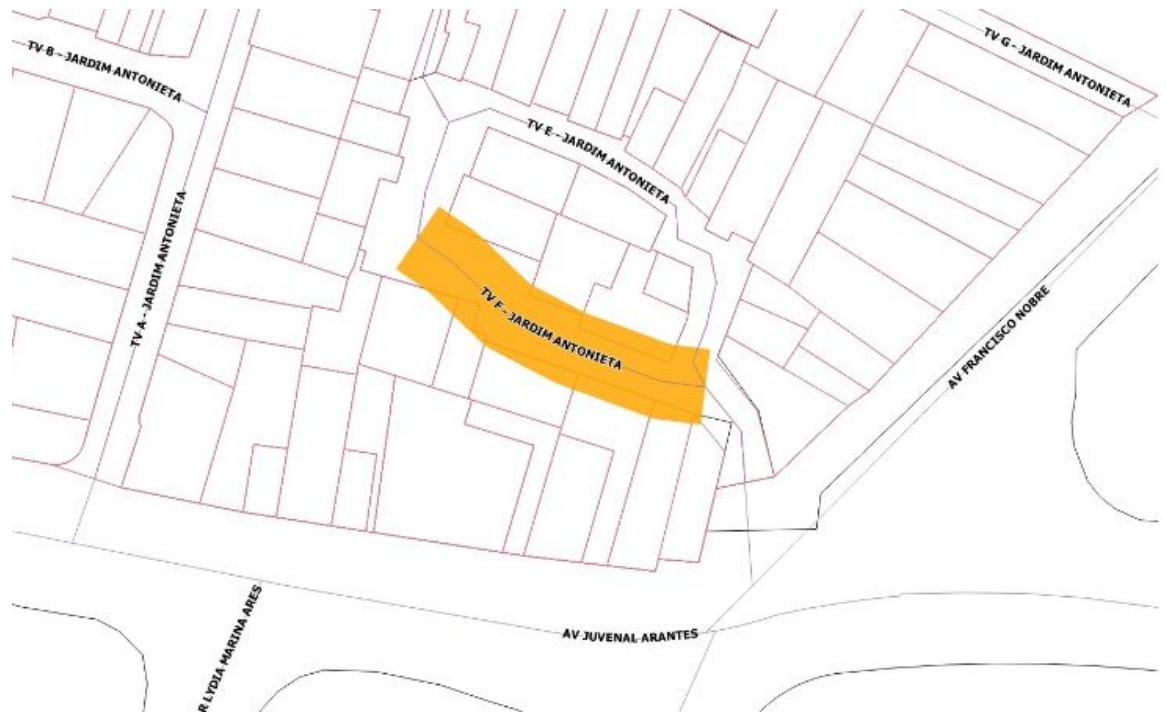 TV B - JARDIM ANTONIETA
TV G - JARDIM ANTONIETA
TV E - JARDIM ANTONIETA
TV A - JARDIM ANTONIETA
TV F - JARDIM ANTONIETA
AV FRANCISCO NOBRE
R LYDIA MARINA ARES
AV JUVENAL ARANTES